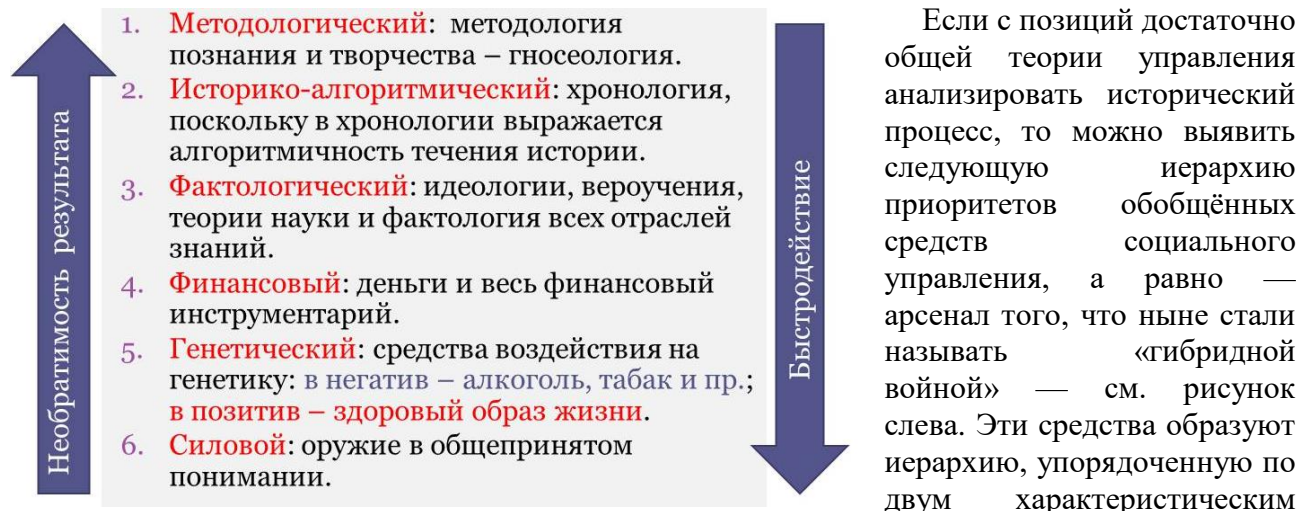 Необратимость результата
1. Методологический: методология
познания и творчества – гносеология.
2. Историко-алгоритмический: хронология,
поскольку в хронологии выражается
алгоритмичность течения истории.
3. Фактологический: идеологии, вероучения,
теории науки и фактология всех отраслей
знаний.
4. Финансовый: деньги и весь финансовый
инструментарий.
5. Генетический: средства воздействия на
генетику: в негатив – алкоголь, табак и пр.;
в позитив – здоровый образ жизни.
6. Силовой: оружие в общепринятом
понимании.
Быстродействие
Если с позиций достаточно
общей теории управления
анализировать исторический
процесс, то можно выявить
следующую иерархию
приоритетов обобщённых
средств социального
управления, а равно —
арсенал того, что ныне стали
называть «гибридной
войной» — см. рисунок
слева. Эти средства образуют
иерархию, упорядоченную по
двум характеристическим